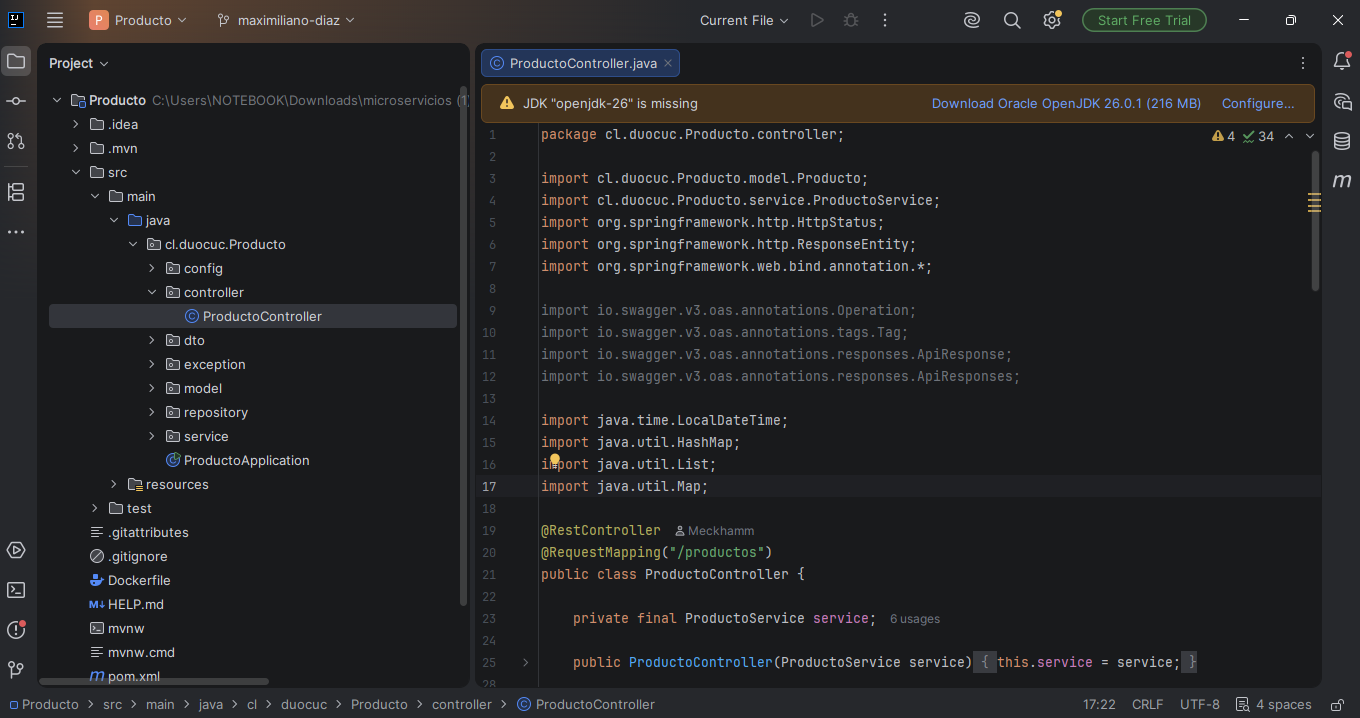 P Producto
maximiliano-diaz
Current File
Start Free Trial
Project
ProductoController.java
Producto C:\Users\NOTEBOOK\Downloads\microservicios (1)
.idea
.mvn
src
main
java
cl.duocuc.Producto
config
controller
ProductoController
dto
exception
model
repository
service
ProductoApplication
resources
test
.gitattributes
.gitignore
Dockerfile
M↓ HELP.md
mvnw
mvnw.cmd
m pom.xml
JDK "openjdk-26" is missing
Download Oracle OpenJDK 26.0.1 (216 MB) Configure...
4 34
1 package cl.duocuc.Producto.controller;
2
3 import cl.duocuc.Producto.model.Producto;
4 import cl.duocuc.Producto.service.ProductoService;
5 import org.springframework.http.HttpStatus;
6 import org.springframework.http.ResponseEntity;
7 import org.springframework.web.bind.annotation.*;
8
9 import io.swagger.v3.oas.annotations.Operation;
10 import io.swagger.v3.oas.annotations.tags.Tag;
11 import io.swagger.v3.oas.annotations.responses.ApiResponse;
12 import io.swagger.v3.oas.annotations.responses.ApiResponses;
13
14 import java.time.LocalDateTime;
15 import java.util.HashMap;
16 import java.util.List;
17 import java.util.Map;
18
19 @RestController Meckhamm
20 @RequestMapping("/productos")
21 public class ProductoController {
22
23 private final ProductoService service; 6 usages
24
25 public ProductoController(ProductoService service) { this.service = service; }
28
Producto > src > main > java > cl > duocuc > Producto > controller > ProductoController
17:22 CRLF UTF-8 4 spaces